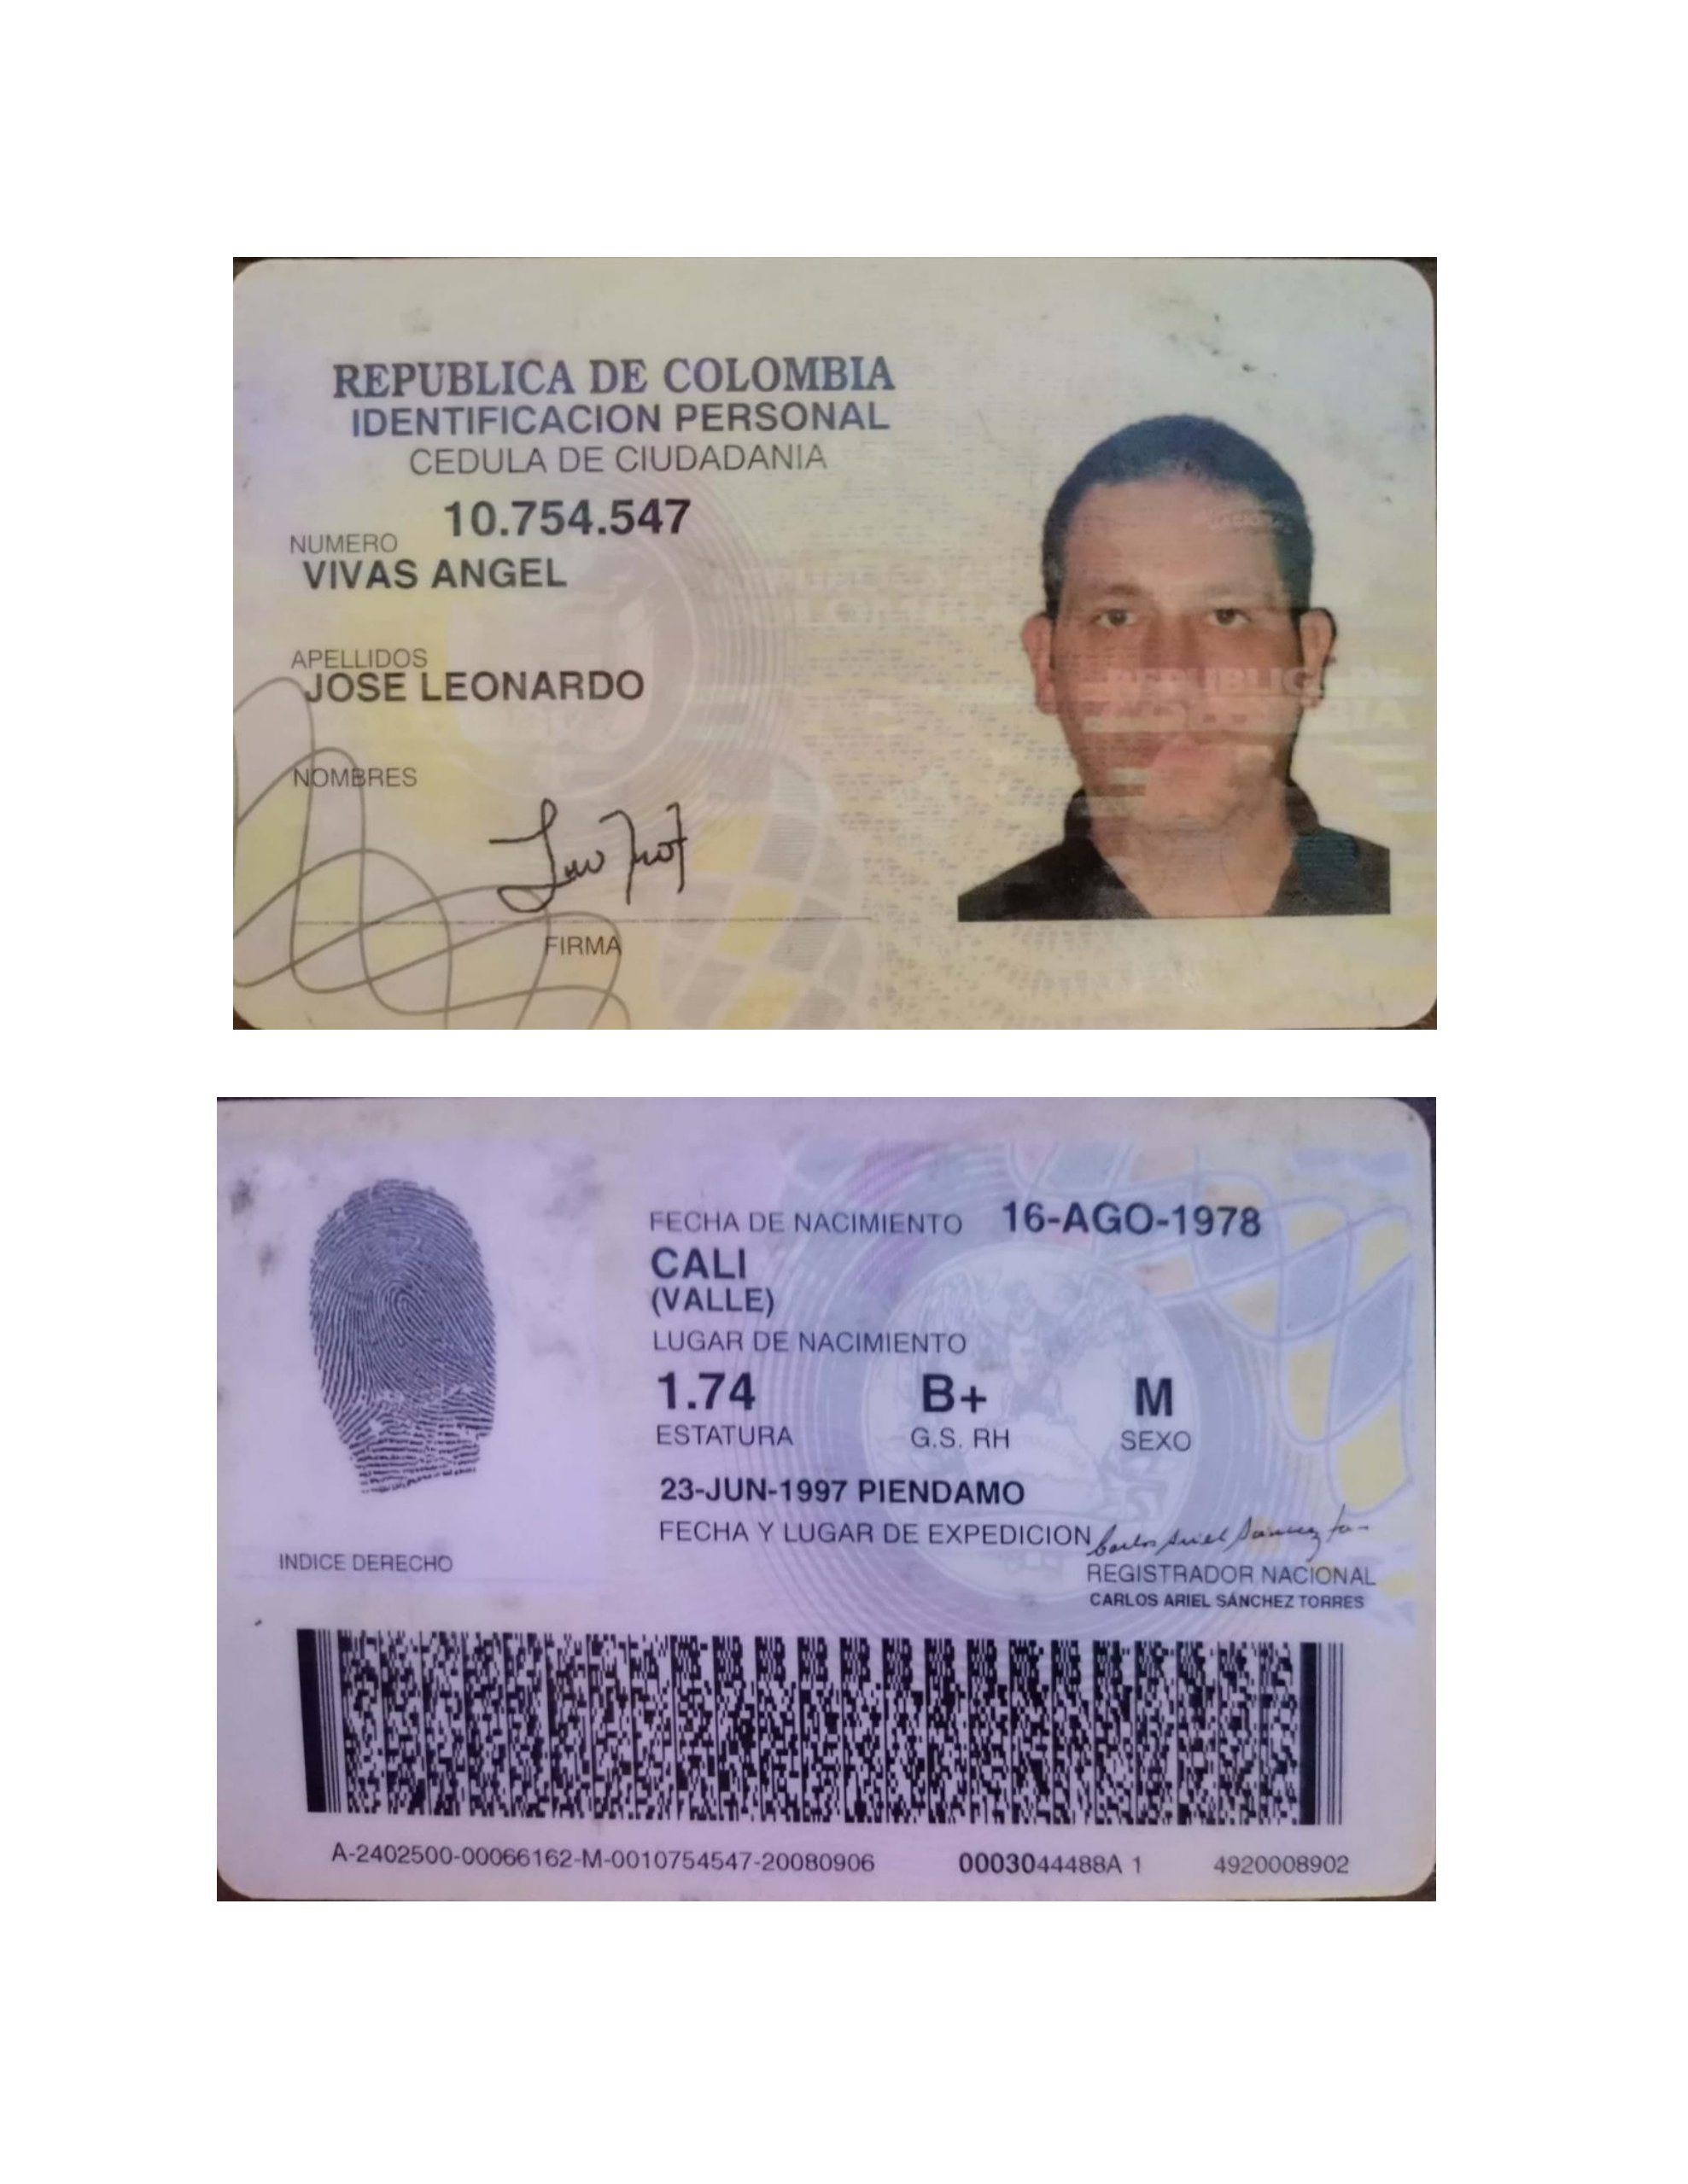 REPUBLICA DE COLOMBIA
IDENTIFICACION PERSONAL
CEDULA DE CIUDADANIA
NUMERO 10.754.547
VIVAS ANGEL
APELLIDOS
JOSE LEONARDO
NOMBRES
FIRMA
FECHA DE NACIMIENTO 16-AGO-1978
CALI
(VALLE)
LUGAR DE NACIMIENTO
1.74 B+ M
ESTATURA G.S. RH SEXO
23-JUN-1997 PIENDAMO
FECHA Y LUGAR DE EXPEDICION
INDICE DERECHO
REGISTRADOR NACIONAL
CARLOS ARIEL SÁNCHEZ TORRES
A-2402500-00066162-M-0010754547-20080906 0003044488A 1 4920008902